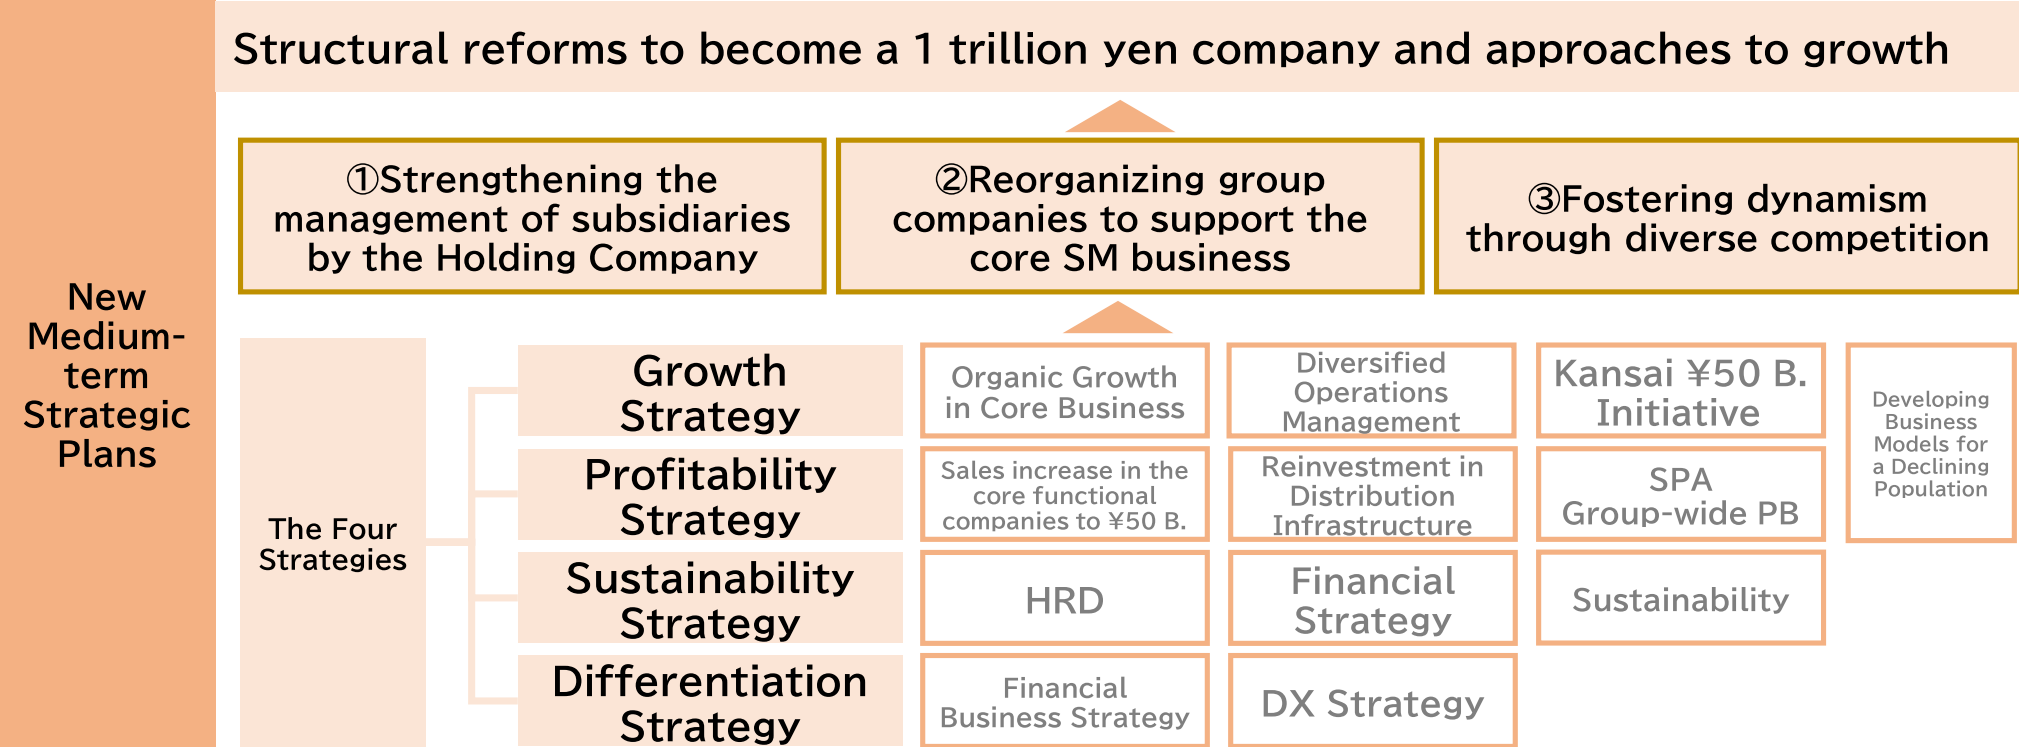 Structural reforms to become a 1 trillion yen company and approaches to growth
New
Medium-
term
Strategic
Plans
①Strengthening the
management of subsidiaries
by the Holding Company
②Reorganizing group
companies to support the
core SM business
③Fostering dynamism
through diverse competition
The Four
Strategies
Growth
Strategy
Organic Growth
in Core Business
Diversified
Operations
Management
Kansai ¥50 B.
Initiative
Developing
Business
Models for
a Declining
Population
Profitability
Strategy
Sales increase in the
core functional
companies to ¥50 B.
Reinvestment in
Distribution
Infrastructure
SPA
Group-wide PB
Sustainability
Strategy
HRD
Financial
Strategy
Sustainability
Differentiation
Strategy
Financial
Business Strategy
DX Strategy